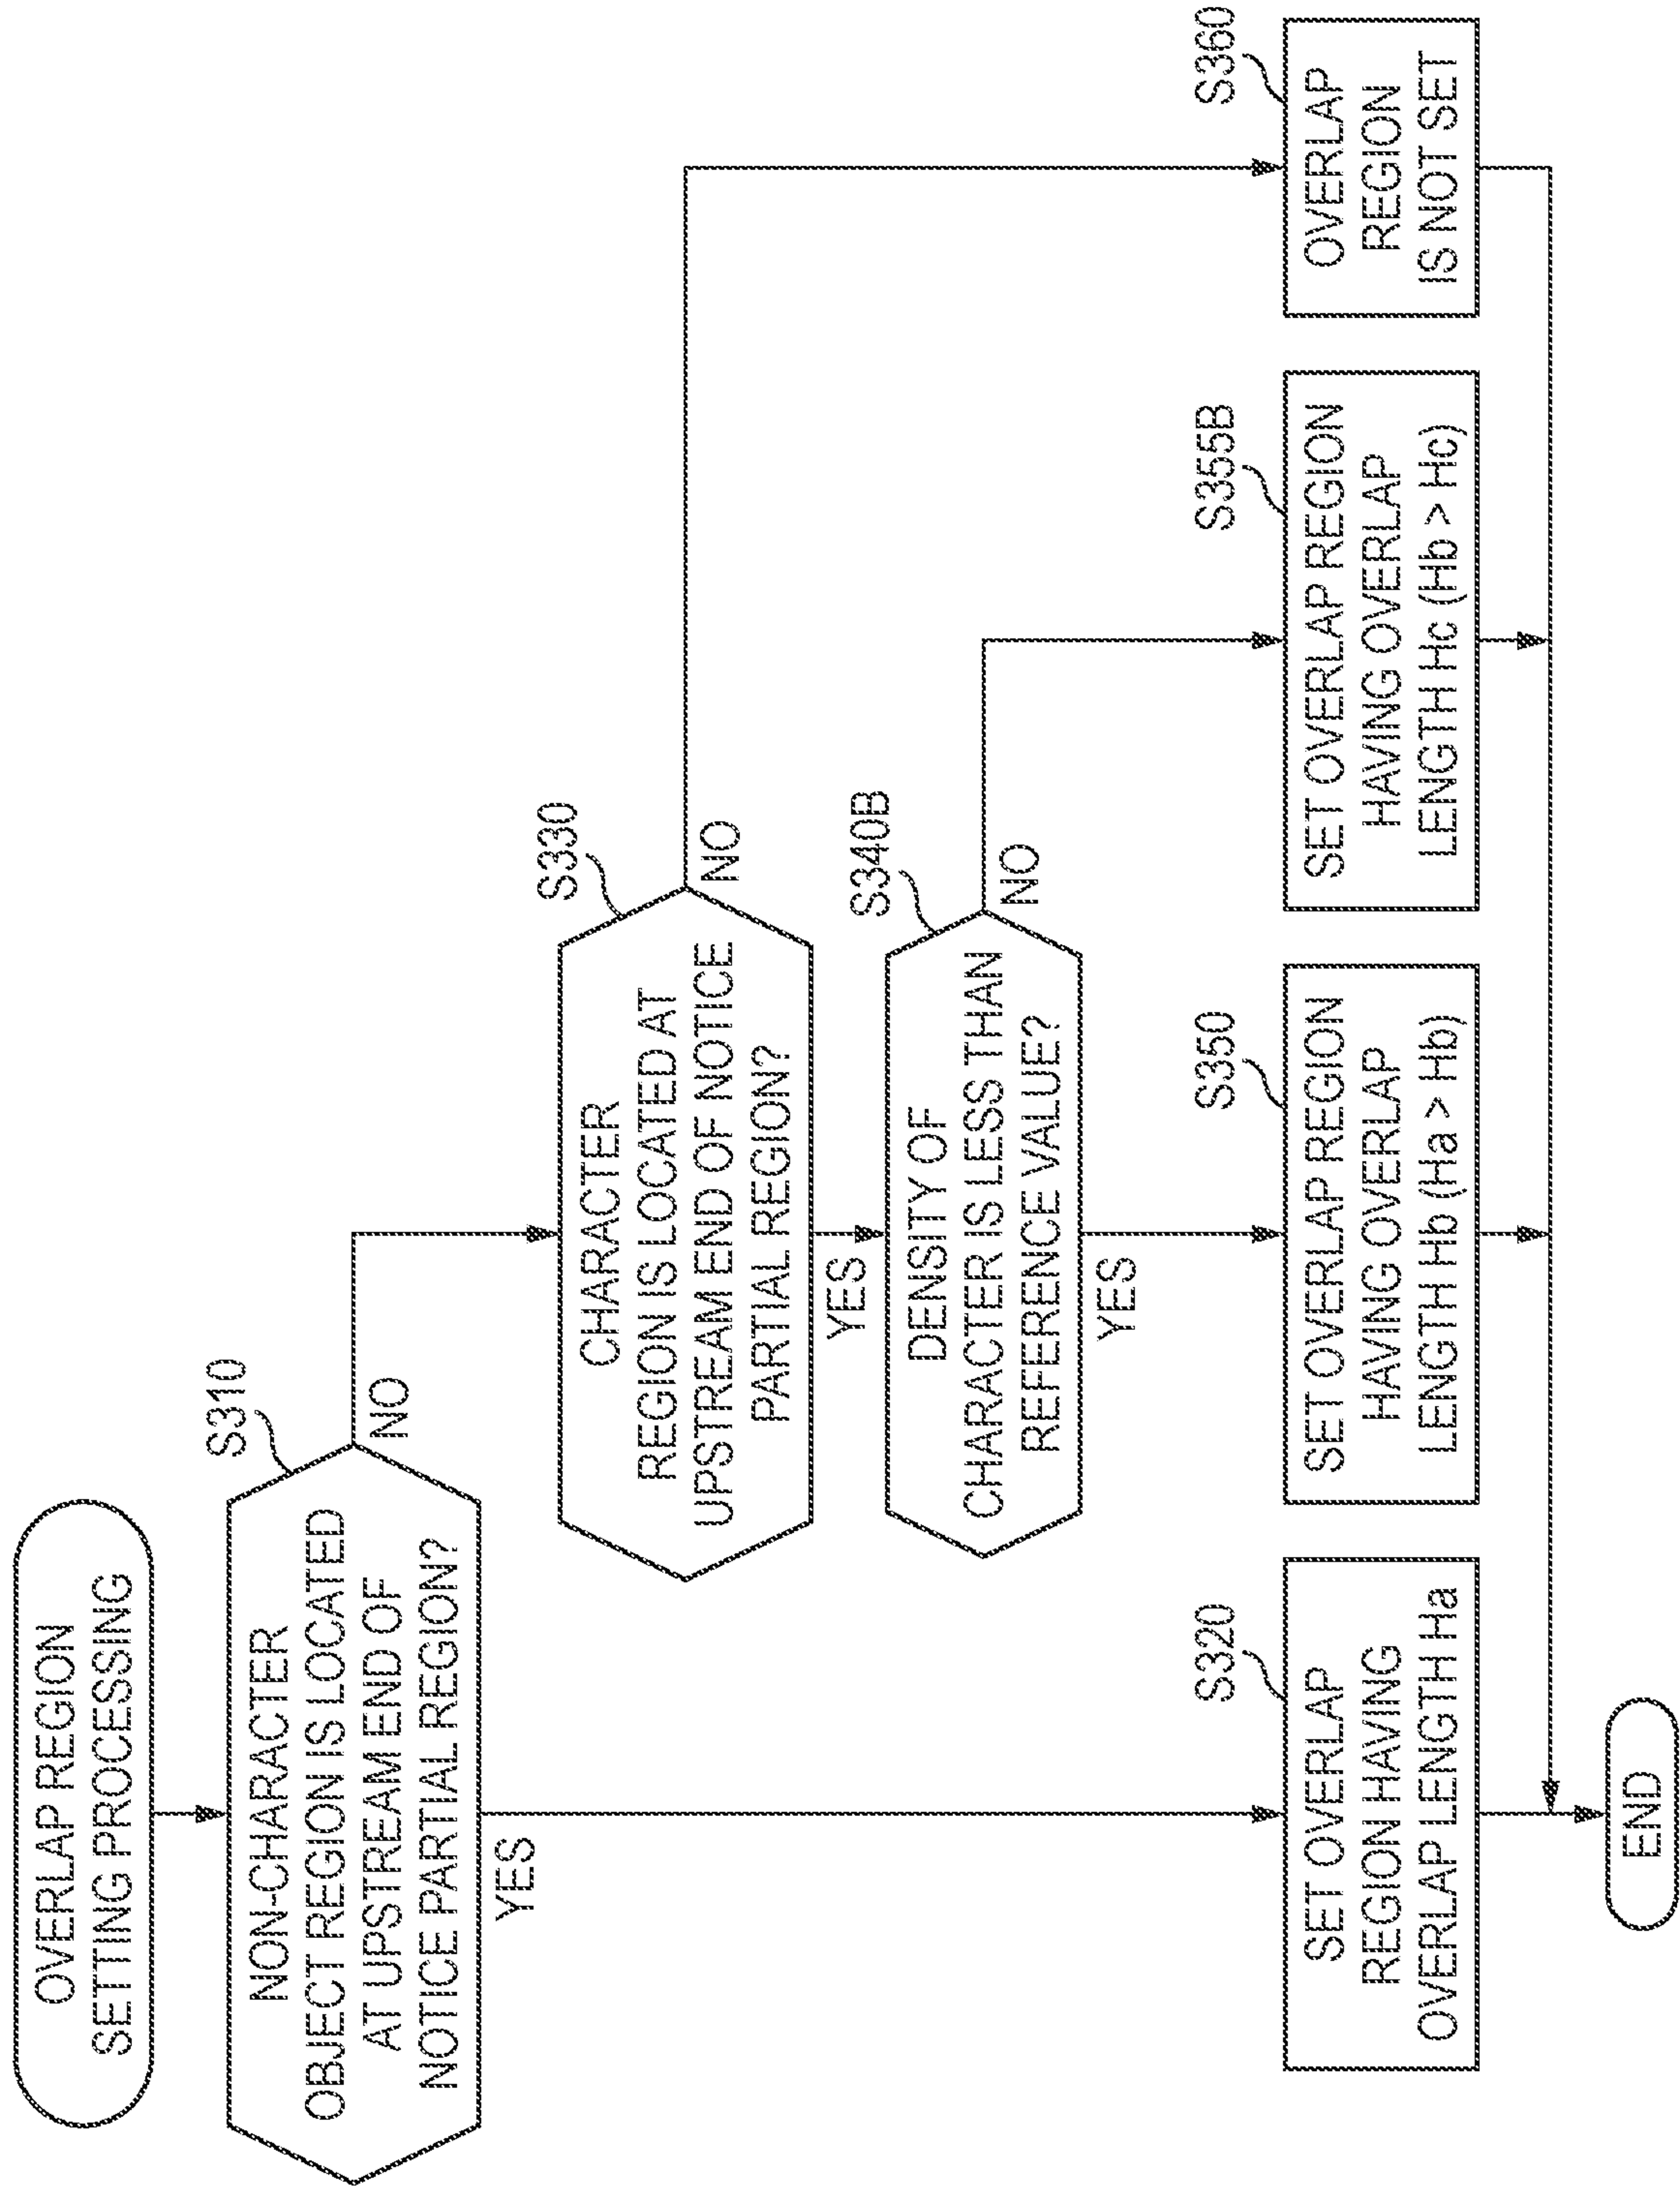 OVERLAP REGION
SETTING PROCESSING
S310
NON-CHARACTER
OBJECT REGION IS LOCATED
AT UPSTREAM END OF
NOTICE PARTIAL REGION?
NO
YES
S330
CHARACTER
REGION IS LOCATED AT
UPSTREAM END OF NOTICE
PARTIAL REGION?
NO
YES
S340B
DENSITY OF
CHARACTER IS LESS THAN
REFERENCE VALUE?
NO
YES
S320
SET OVERLAP
REGION HAVING
OVERLAP LENGTH Ha
S350
SET OVERLAP REGION
HAVING OVERLAP
LENGTH Hb (Ha > Hb)
S355B
SET OVERLAP REGION
HAVING OVERLAP
LENGTH Hc (Hb > Hc)
S360
OVERLAP
REGION
IS NOT SET
END